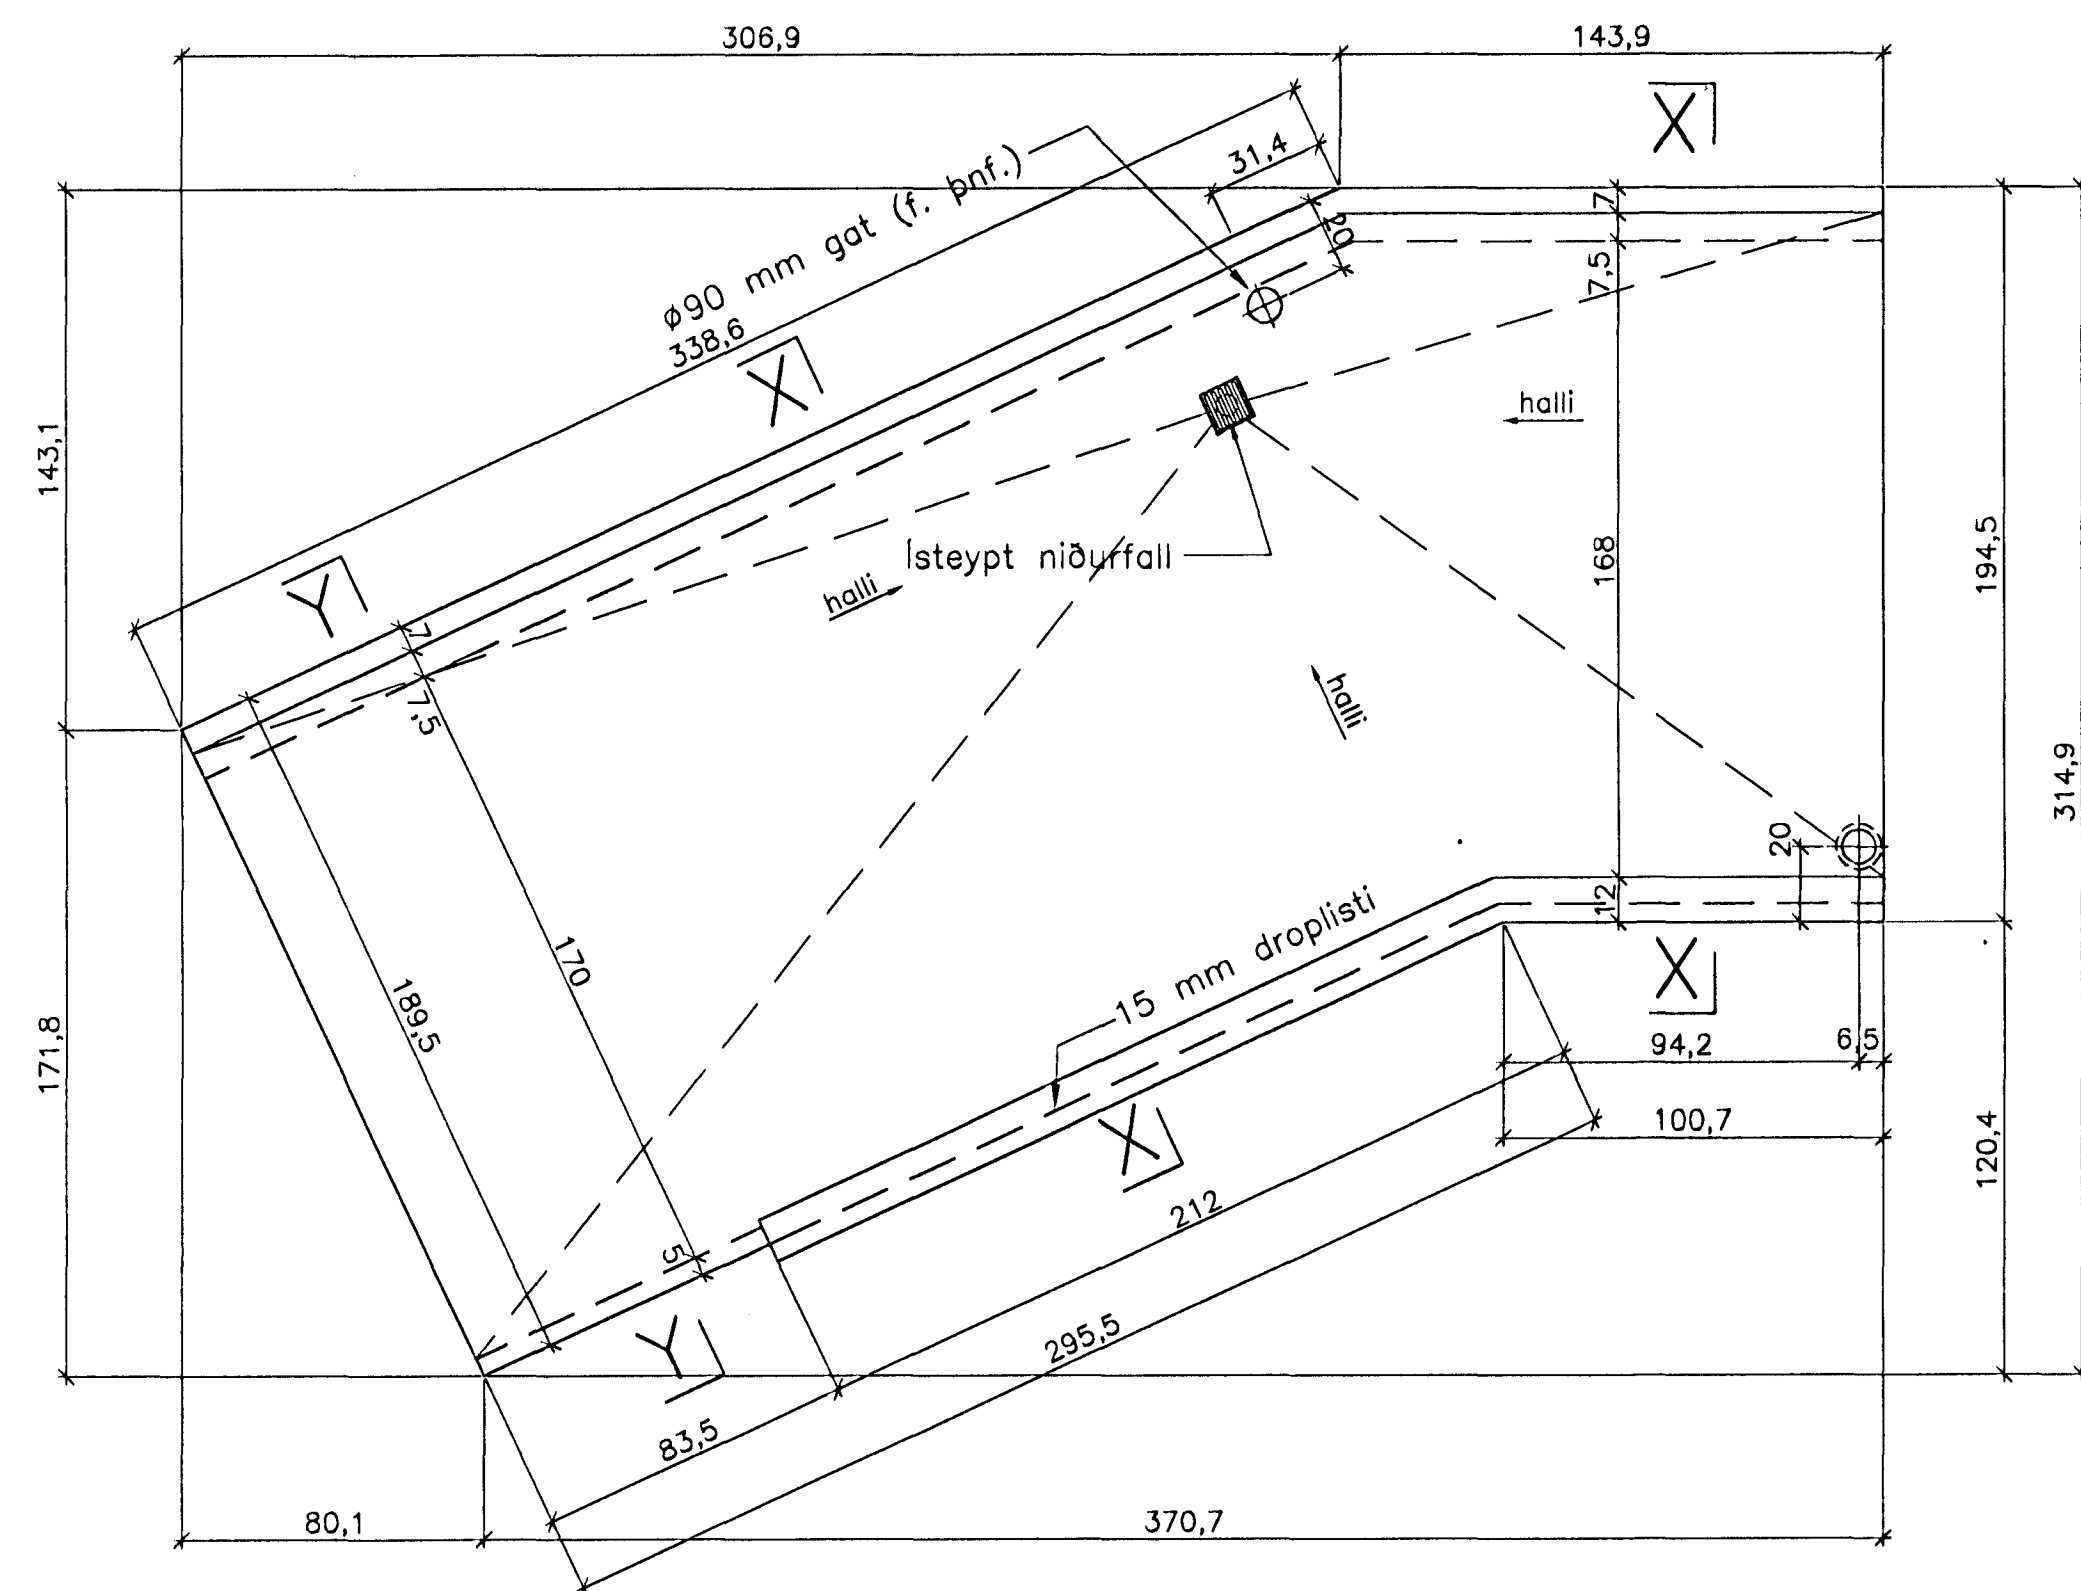 306,9
143,9
X
31,4
ø90 mm gat (f. þnf.)
338,6
20
7
7,5
X
halli
143,1
Ísteypt niðurfall
halli
Y
7
7,5
168
194,5
halli
314,9
20
12
170
189,5
15 mm droplisti
X
94,2
6,5
171,8
100,7
120,4
X
212
5
295,5
Y
83,5
80,1
370,7